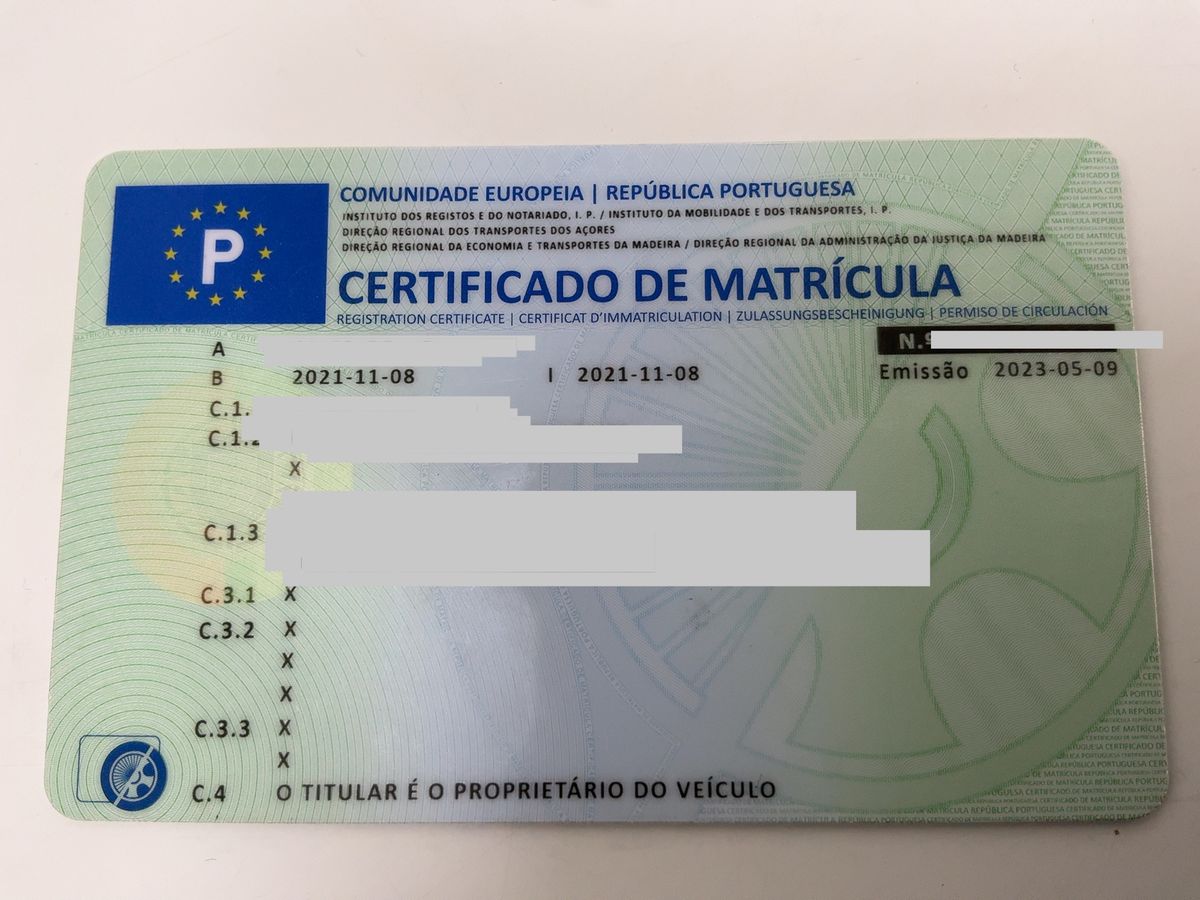 P
COMUNIDADE EUROPEIA | REPÚBLICA PORTUGUESA
INSTITUTO DOS REGISTOS E DO NOTARIADO, I. P. / INSTITUTO DA MOBILIDADE E DOS TRANSPORTES, I. P.
DIREÇÃO REGIONAL DOS TRANSPORTES DOS AÇORES
DIREÇÃO REGIONAL DA ECONOMIA E TRANSPORTES DA MADEIRA / DIREÇÃO REGIONAL DA ADMINISTRAÇÃO DA JUSTIÇA DA MADEIRA
CERTIFICADO DE MATRÍCULA
REGISTRATION CERTIFICATE | CERTIFICAT D'IMMATRICULATION | ZULASSUNGSBESCHEINIGUNG | PERMISO DE CIRCULACIÓN
A N.º
B 2021-11-08 I 2021-11-08 Emissão 2023-05-09
C.1.
C.1.2
X
C.1.3
C.3.1 X
C.3.2 X
X
X
C.3.3 X
X
C.4 O TITULAR É O PROPRIETÁRIO DO VEÍCULO